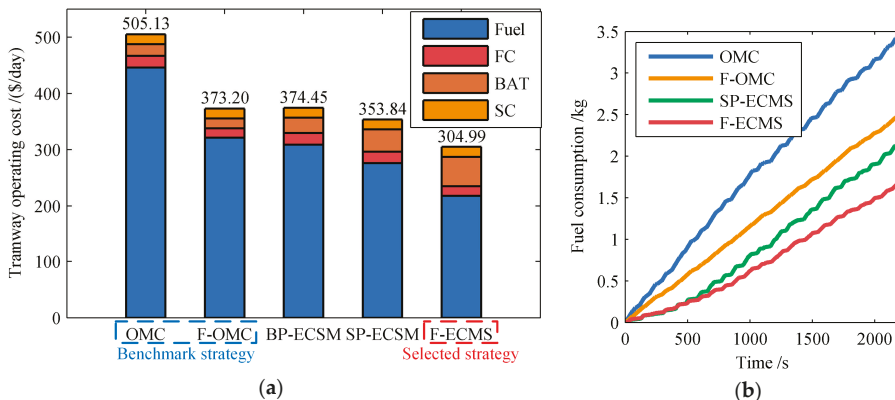 505.13
373.20
374.45
353.84
304.99
Fuel
FC
BAT
SC
Tramway operating cost /($/day)
500
400
300
200
100
0
OMC
F-OMC
BP-ECSM
SP-ECSM
F-ECMS
Benchmark strategy
Selected strategy
(a)
OMC
F-OMC
SP-ECMS
F-ECMS
Fuel consumption /kg
3.5
3
2.5
2
1.5
1
0.5
0
0
500
1000
1500
2000
Time /s
(b)